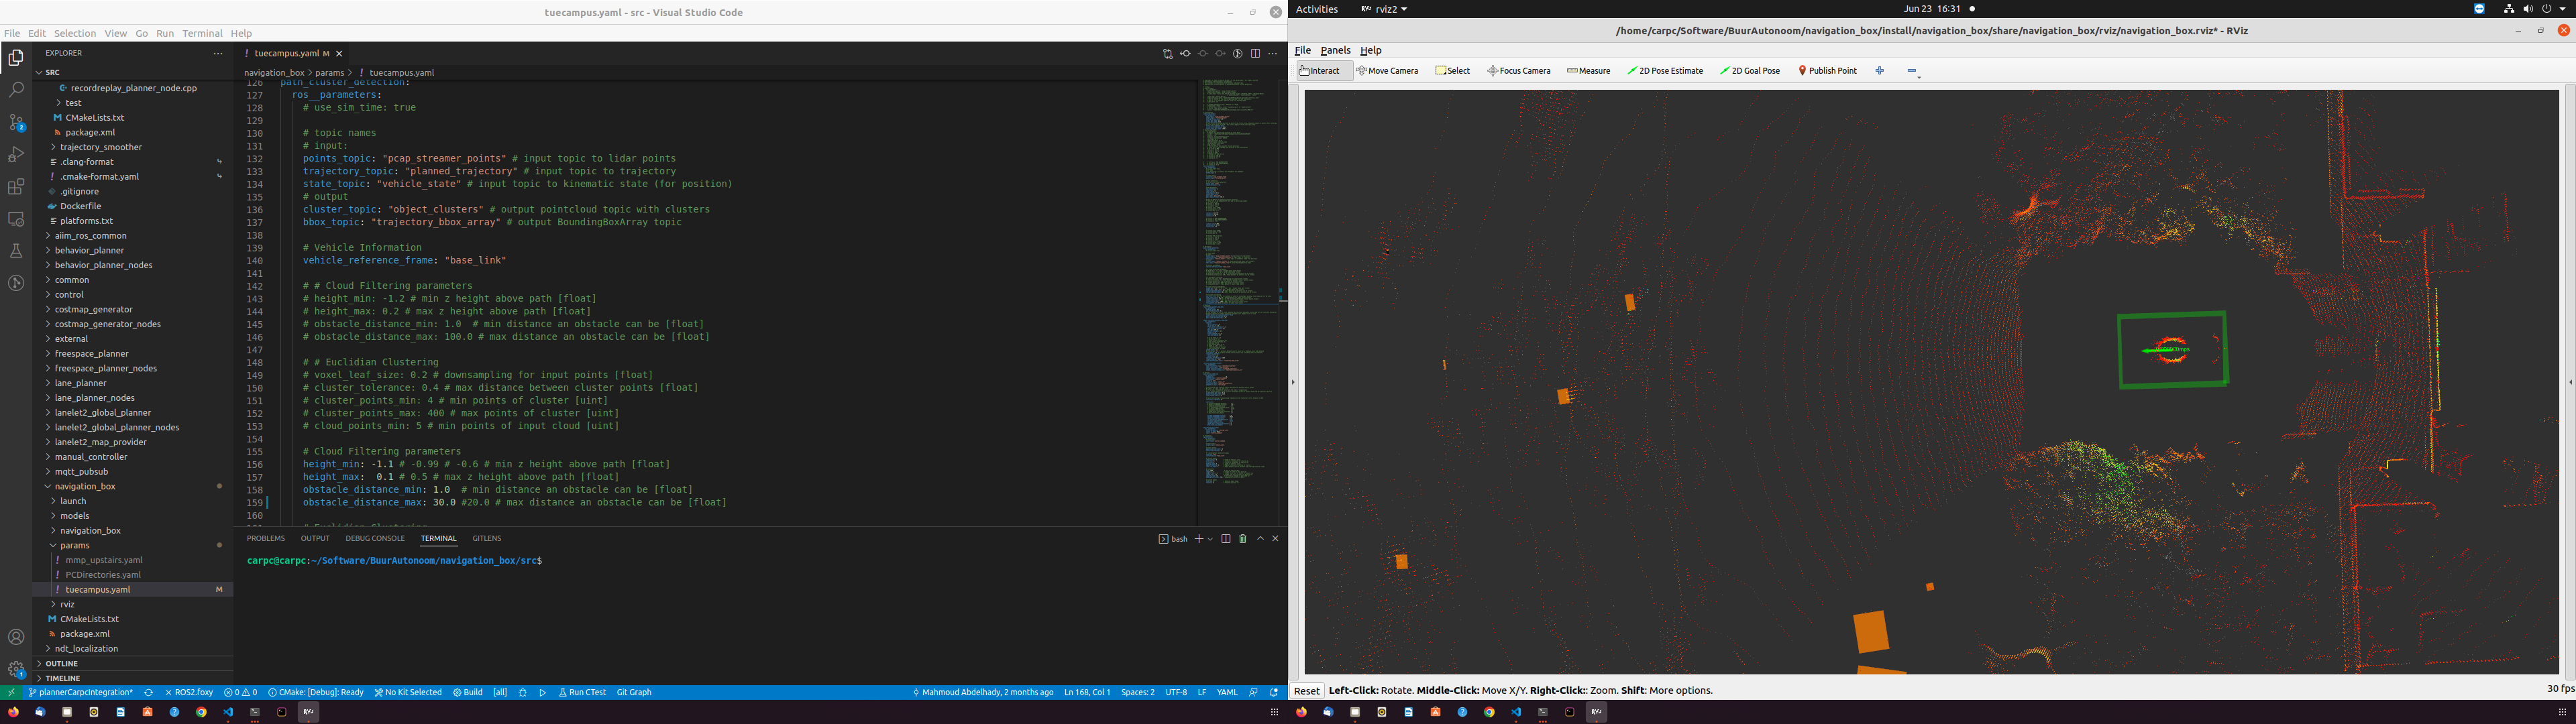 tuecampus.yaml - src - Visual Studio Code
File Edit Selection View Go Run Terminal Help
EXPLORER
SRC
recordreplay_planner_node.cpp
test
CMakeLists.txt
package.xml
trajectory_smoother
.clang-format
.cmake-format.yaml
.gitignore
Dockerfile
platforms.txt
aiim_ros_common
behavior_planner
behavior_planner_nodes
common
control
costmap_generator
costmap_generator_nodes
external
freespace_planner
freespace_planner_nodes
lane_planner
lane_planner_nodes
lanelet2_global_planner
lanelet2_global_planner_nodes
lanelet2_map_provider
manual_controller
mqtt_pubsub
navigation_box
launch
models
navigation_box
params
mmp_upstairs.yaml
PCDirectories.yaml
tuecampus.yaml M
rviz
CMakeLists.txt
package.xml
ndt_localization
OUTLINE
TIMELINE
tuecampus.yaml M
navigation_box > params > ! tuecampus.yaml
126 path_cluster_detection:
127 ros__parameters:
128 # use_sim_time: true
129
130 # topic names
131 # input:
132 points_topic: "pcap_streamer_points" # input topic to lidar points
133 trajectory_topic: "planned_trajectory" # input topic to trajectory
134 state_topic: "vehicle_state" # input topic to kinematic state (for position)
135 # output
136 cluster_topic: "object_clusters" # output pointcloud topic with clusters
137 bbox_topic: "trajectory_bbox_array" # output BoundingBoxArray topic
138
139 # Vehicle Information
140 vehicle_reference_frame: "base_link"
141
142 # # Cloud Filtering parameters
143 # height_min: -1.2 # min z height above path [float]
144 # height_max: 0.2 # max z height above path [float]
145 # obstacle_distance_min: 1.0 # min distance an obstacle can be [float]
146 # obstacle_distance_max: 100.0 # max distance an obstacle can be [float]
147
148 # # Euclidian Clustering
149 # voxel_leaf_size: 0.2 # downsampling for input points [float]
150 # cluster_tolerance: 0.4 # max distance between cluster points [float]
151 # cluster_points_min: 4 # min points of cluster [uint]
152 # cluster_points_max: 400 # max points of cluster [uint]
153 # cloud_points_min: 5 # min points of input cloud [uint]
154
155 # Cloud Filtering parameters
156 height_min: -1.1 # -0.99 # -0.6 # min z height above path [float]
157 height_max: 0.1 # 0.5 # max z height above path [float]
158 obstacle_distance_min: 1.0 # min distance an obstacle can be [float]
159 obstacle_distance_max: 30.0 #20.0 # max distance an obstacle can be [float]
160
PROBLEMS OUTPUT DEBUG CONSOLE TERMINAL GITLENS
bash
carpc@carpc:~/Software/BuurAutonoom/navigation_box/src$
plannerCarpcIntegration* ROS2.foxy 0 0 CMake: [Debug]: Ready No Kit Selected Build [all] Run CTest Git Graph
Mahmoud Abdelhady, 2 months ago Ln 168, Col 1 Spaces: 2 UTF-8 LF YAML
Activities rviz2 Jun 23 16:31
/home/carpc/Software/BuurAutonoom/navigation_box/install/navigation_box/share/navigation_box/rviz/navigation_box.rviz* - RViz
File Panels Help
Interact Move Camera Select Focus Camera Measure 2D Pose Estimate 2D Goal Pose Publish Point
Reset Left-Click: Rotate. Middle-Click: Move X/Y. Right-Click:: Zoom. Shift: More options.
30 fps